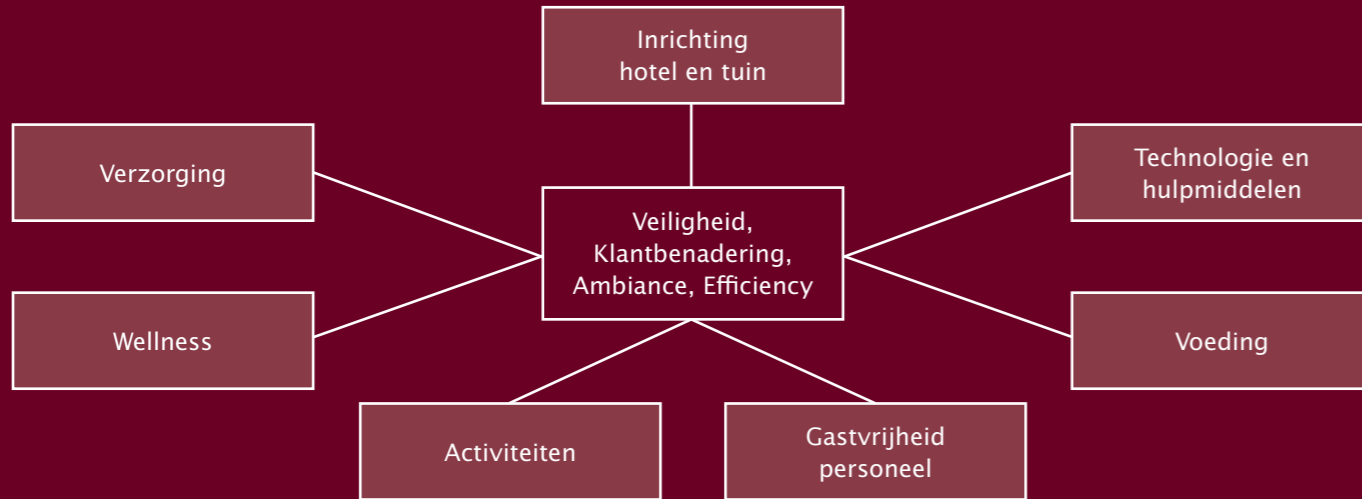 Inrichting
hotel en tuin
Verzorging
Technologie en
hulpmiddelen
Veiligheid,
Klantbenadering,
Ambiance, Efficiency
Wellness
Voeding
Activiteiten
Gastvrijheid
personeel